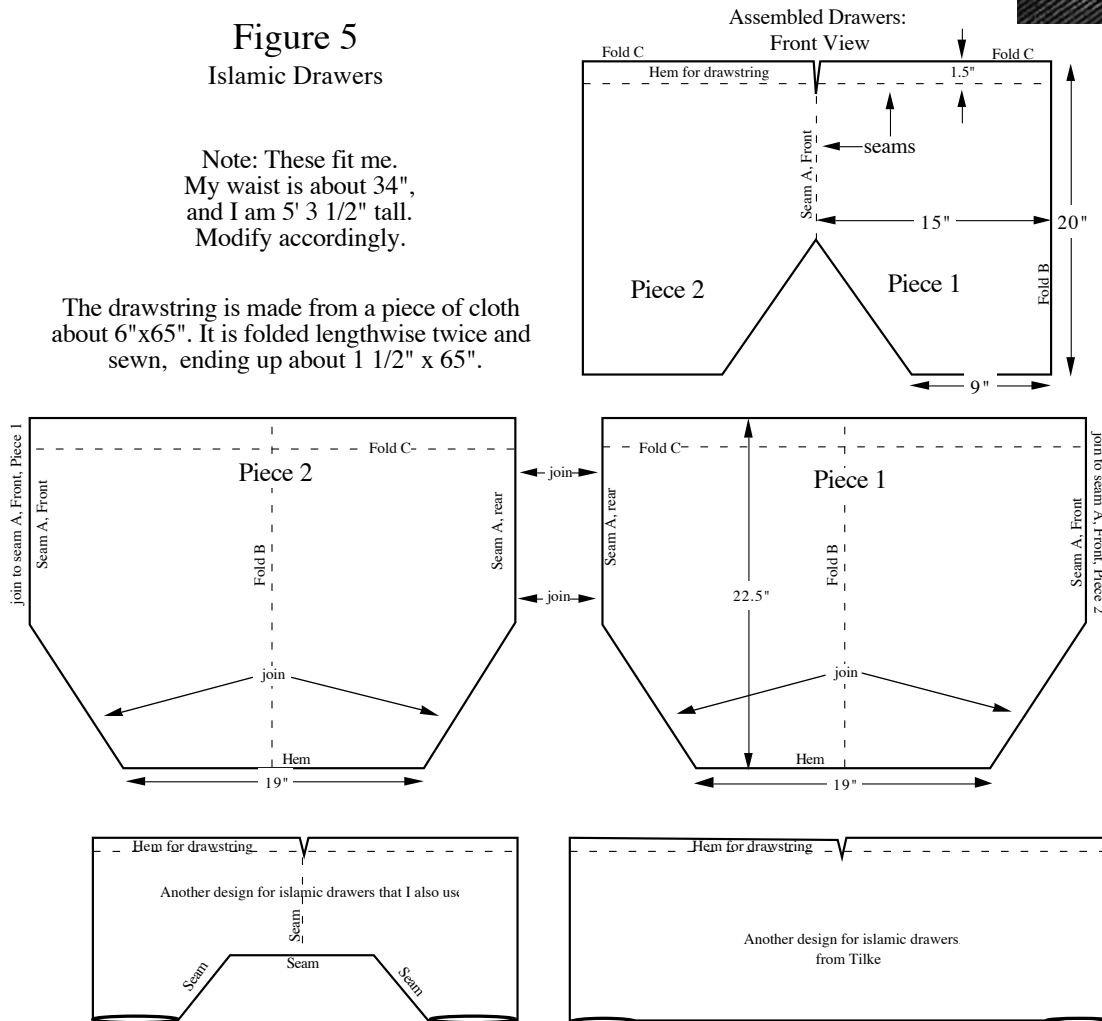 Figure 5
Islamic Drawers
Note: These fit me.
My waist is about 34",
and I am 5' 3 1/2" tall.
Modify accordingly.
The drawstring is made from a piece of cloth
about 6"x65". It is folded lengthwise twice and
sewn, ending up about 1 1/2" x 65".
Assembled Drawers:
Front View
Fold C
Fold C
Hem for drawstring
1.5"
Seam A, Front
seams
15"
20"
Piece 2
Piece 1
Fold B
9"
join to seam A, Front, Piece 1
Seam A, Front
Fold C
Piece 2
Fold B
Seam A, rear
join
Hem
19"
join
join
Seam A, rear
Fold C
Piece 1
Fold B
22.5"
Seam A, Front
join to seam A, Front, Piece 2
join
Hem
19"
Hem for drawstring
Another design for islamic drawers that I also use
Seam
Seam
Seam
Seam
Hem for drawstring
Another design for islamic drawers
from Tilke